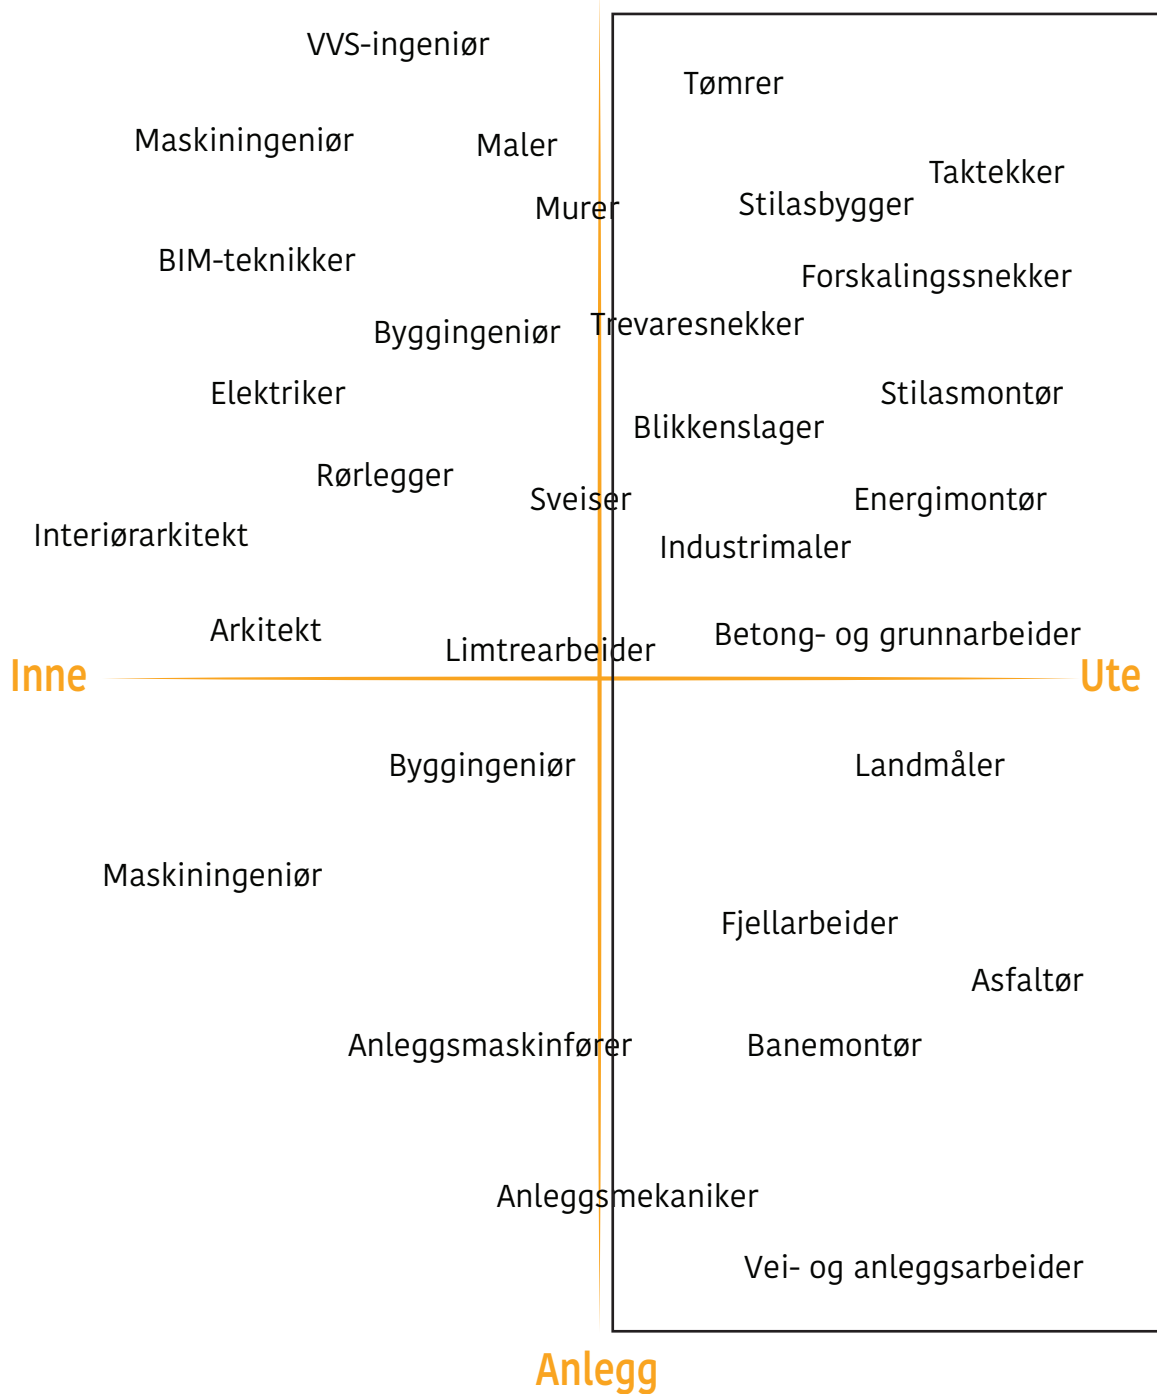 VVS-ingeniør
Tømrer
Maskiningeniør
Maler
Taktekker
Murer
Stilasbygger
BIM-teknikker
Forskalingssnekker
Byggingeniør
Trevaresnekker
Elektriker
Stilasmontør
Blikkenslager
Rørlegger
Sveiser
Energimontør
Interiørarkitekt
Industrimaler
Arkitekt
Limtrearbeider
Betong- og grunnarbeider
Inne
Ute
Byggingeniør
Landmåler
Maskiningeniør
Fjellarbeider
Asfaltør
Anleggsmaskinfører
Banemontør
Anleggsmekaniker
Vei- og anleggsarbeider
Anlegg